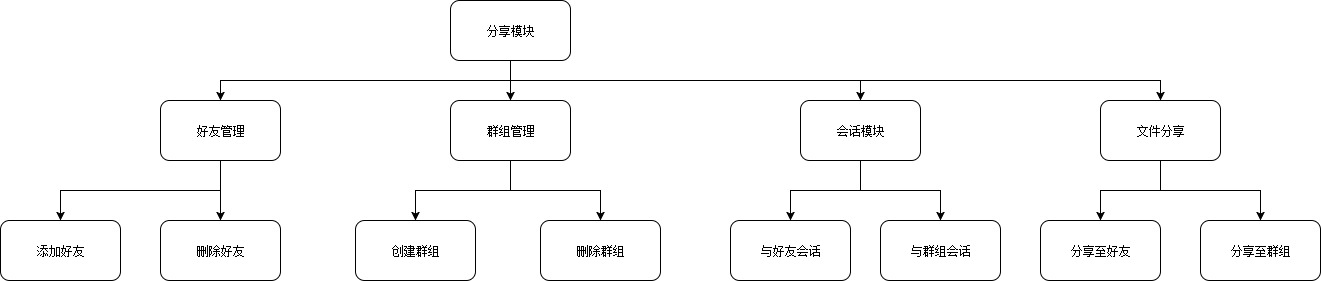 分享模块
好友管理
群组管理
会话模块
文件分享
添加好友
删除好友
创建群组
删除群组
与好友会话
与群组会话
分享至好友
分享至群组